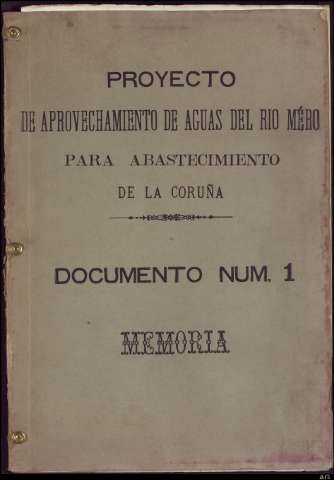 PROYECTO
DE APROVECHAMIENTO DE AGUAS DEL RIO MÉRO
PARA ABASTECIMIENTO
DE LA CORUÑA
DOCUMENTO NUM. 1
MEMORIA